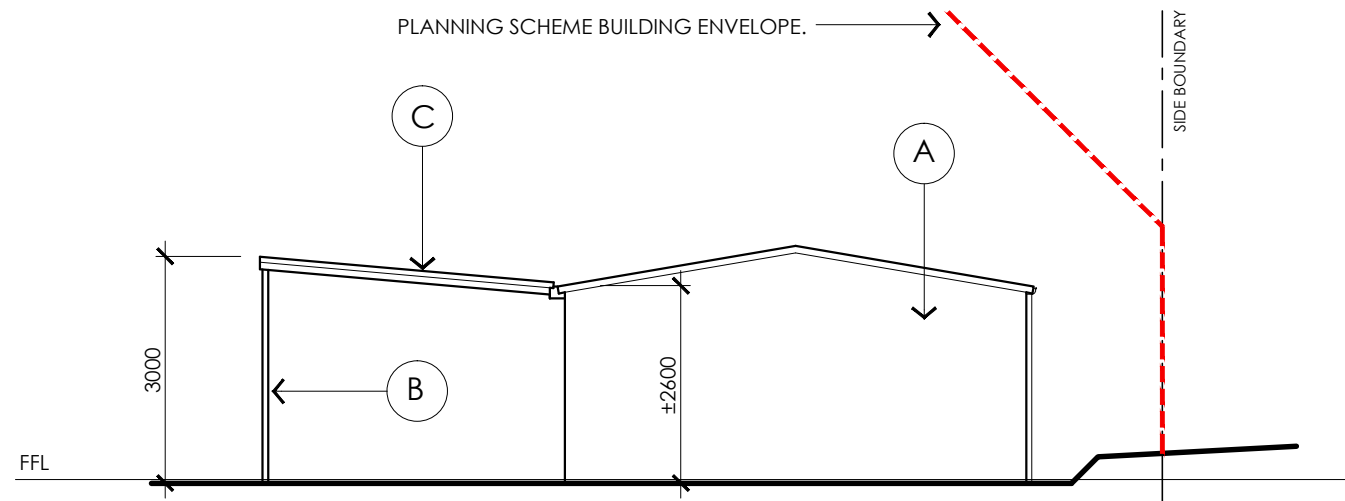 PLANNING SCHEME BUILDING ENVELOPE.
SIDE BOUNDARY
C
A
3000
±2600
B
FFL